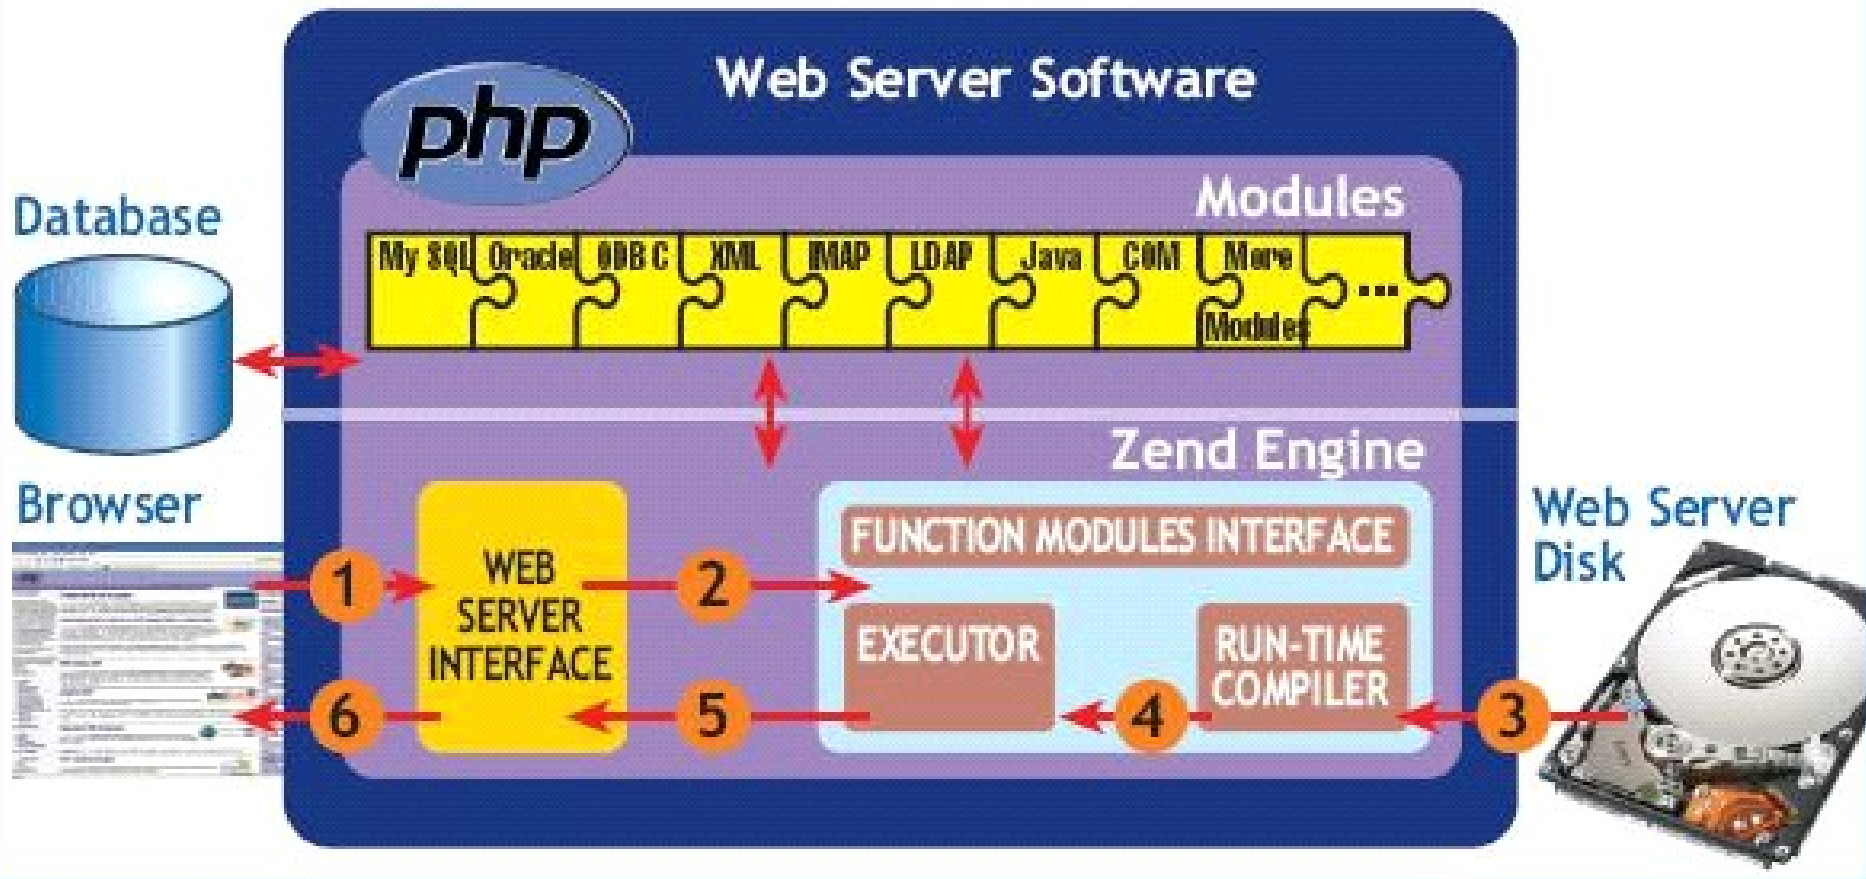 Web Server Software
php
Modules
Database
My SQL Oracle ODBC XML IMAP LDAP Java COM More Modules ...
Zend Engine
Browser
Web Server
Disk
FUNCTION MODULES INTERFACE
WEB
SERVER
INTERFACE
1
2
EXECUTOR
RUN-TIME
COMPILER
6
5
4
3